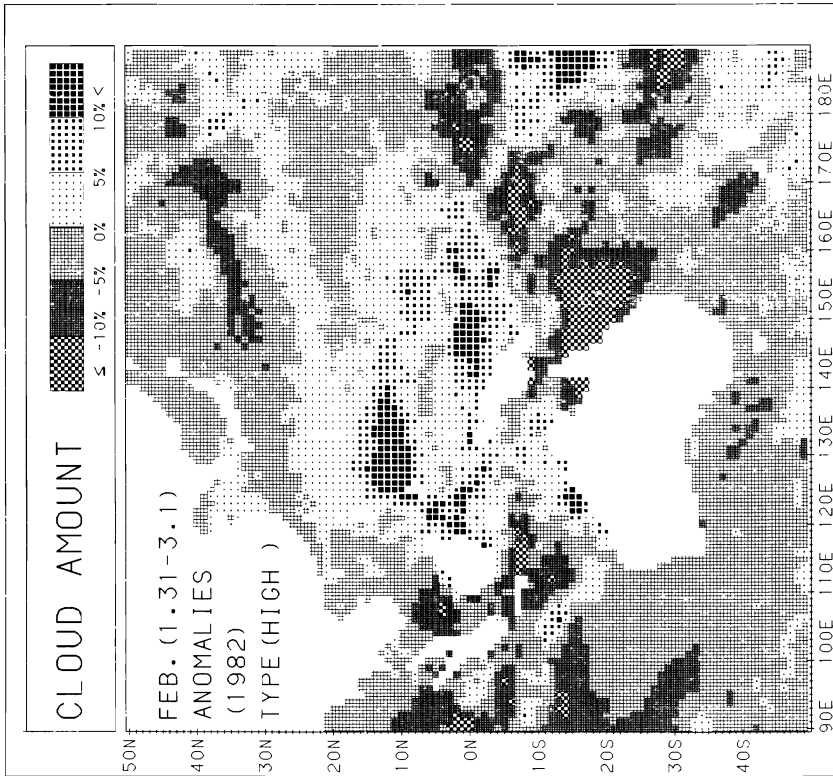 CLOUD AMOUNT
≤ -10% -5% 0% 5% 10% <
FEB.(1.31-3.1)
ANOMALIES
(1982)
TYPE(HIGH )
50N
40N
30N
20N
10N
0N
10S
20S
30S
40S
90E 100E 110E 120E 130E 140E 150E 160E 170E 180E